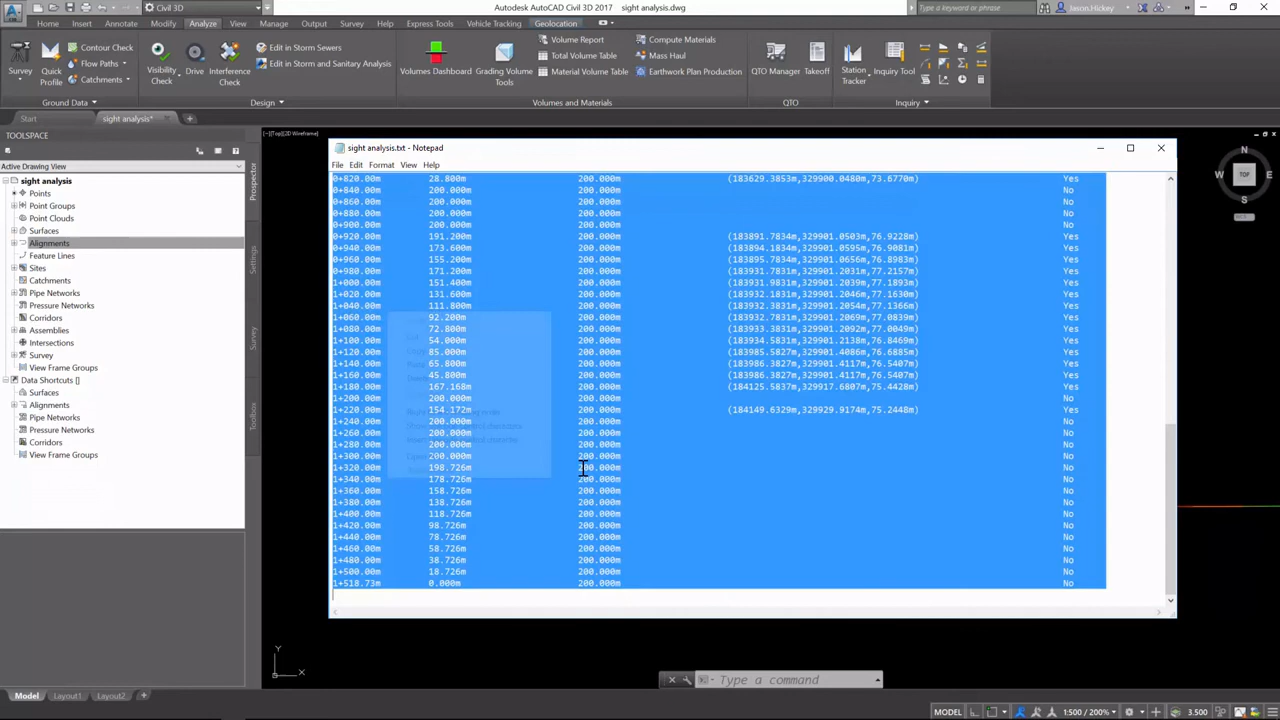 Civil 3D
Autodesk AutoCAD Civil 3D 2017 sight analysis.dwg
Type a keyword or phrase
Jason.Hickey
Home Insert Annotate Modify Analyze View Manage Output Survey Express Tools Vehicle Tracking Geolocation
Survey
Quick Profile
Contour Check
Flow Paths
Catchments
Ground Data
Visibility Check
Drive
Interference Check
Edit in Storm Sewers
Edit in Storm and Sanitary Analysis
Design
Volumes Dashboard
Grading Volume Tools
Volume Report
Total Volume Table
Material Volume Table
Compute Materials
Mass Haul
Earthwork Plan Production
Volumes and Materials
QTO Manager
Takeoff
QTO
Station Tracker
Inquiry Tool
Inquiry
Start
sight analysis*
TOOLSPACE
Active Drawing View
sight analysis
Points
Point Groups
Point Clouds
Surfaces
Alignments
Feature Lines
Sites
Catchments
Pipe Networks
Pressure Networks
Corridors
Assemblies
Intersections
Survey
View Frame Groups
Data Shortcuts []
Surfaces
Alignments
Pipe Networks
Pressure Networks
Corridors
View Frame Groups
Prospector
Settings
Survey
Toolbox
[−][Top][2D Wireframe]
sight analysis.txt - Notepad
File Edit Format View Help
0+820.00m 28.800m 200.000m (183629.3853m,329900.0480m,73.6770m) Yes
0+840.00m 200.000m 200.000m No
0+860.00m 200.000m 200.000m No
0+880.00m 200.000m 200.000m No
0+900.00m 200.000m 200.000m No
0+920.00m 191.200m 200.000m (183891.7834m,329901.0503m,76.9228m) Yes
0+940.00m 173.600m 200.000m (183894.1834m,329901.0595m,76.9081m) Yes
0+960.00m 155.200m 200.000m (183895.7834m,329901.0656m,76.8983m) Yes
0+980.00m 171.200m 200.000m (183931.7831m,329901.2031m,77.2157m) Yes
1+000.00m 151.400m 200.000m (183931.9831m,329901.2039m,77.1893m) Yes
1+020.00m 131.600m 200.000m (183932.1831m,329901.2046m,77.1630m) Yes
1+040.00m 111.800m 200.000m (183932.3831m,329901.2054m,77.1366m) Yes
1+060.00m 92.200m 200.000m (183932.7831m,329901.2069m,77.0839m) Yes
1+080.00m 72.800m 200.000m (183933.3831m,329901.2092m,77.0049m) Yes
1+100.00m 54.000m 200.000m (183934.5831m,329901.2138m,76.8469m) Yes
1+120.00m 85.000m 200.000m (183985.5827m,329901.4086m,76.6885m) Yes
1+140.00m 65.800m 200.000m (183986.3827m,329901.4117m,76.5407m) Yes
1+160.00m 45.800m 200.000m (183986.3827m,329901.4117m,76.5407m) Yes
1+180.00m 167.168m 200.000m (184125.5837m,329917.6807m,75.4428m) Yes
1+200.00m 200.000m 200.000m No
1+220.00m 154.172m 200.000m (184149.6329m,329929.9174m,75.2448m) Yes
1+240.00m 200.000m 200.000m No
1+260.00m 200.000m 200.000m No
1+280.00m 200.000m 200.000m No
1+300.00m 200.000m 200.000m No
1+320.00m 198.726m 200.000m No
1+340.00m 178.726m 200.000m No
1+360.00m 158.726m 200.000m No
1+380.00m 138.726m 200.000m No
1+400.00m 118.726m 200.000m No
1+420.00m 98.726m 200.000m No
1+440.00m 78.726m 200.000m No
1+460.00m 58.726m 200.000m No
1+480.00m 38.726m 200.000m No
1+500.00m 18.726m 200.000m No
1+518.73m 0.000m 200.000m No
N
W TOP E
S
Y
X
Type a command
Model Layout1 Layout2
MODEL 1:500 / 200% 3.500